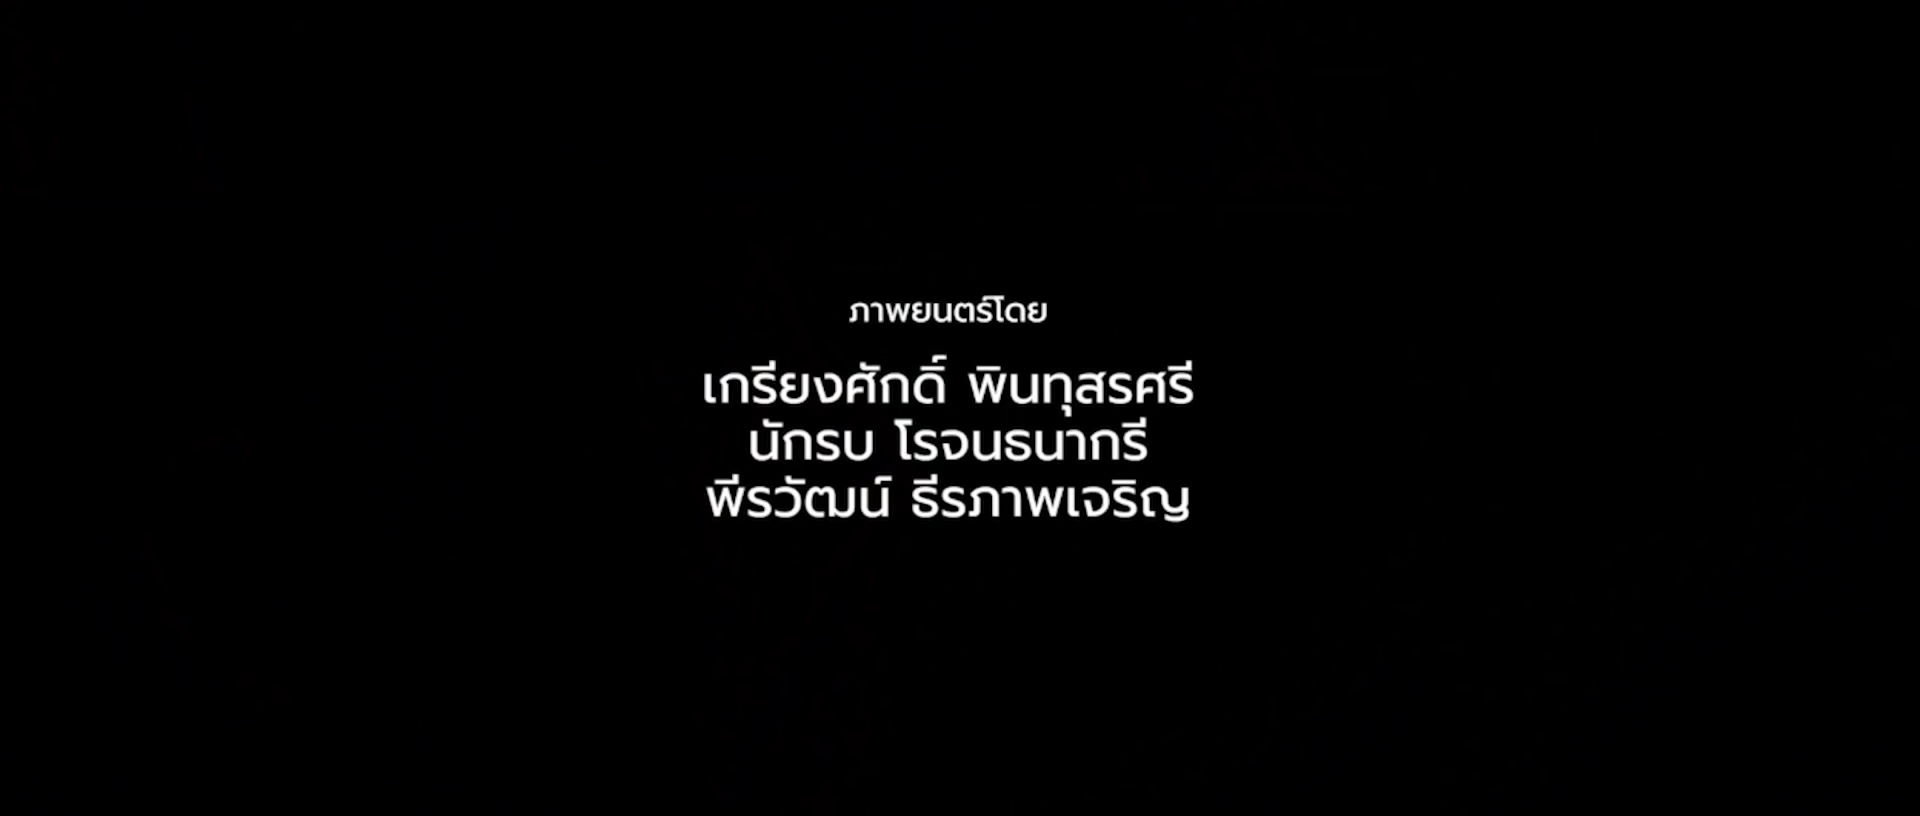 ภาพยนตร์โดย
เกรียงศักดิ์ พินทุสรศรี
นักรบ โรจนธนากรี
พีรวัฒน์ ธีรภาพเจริญ